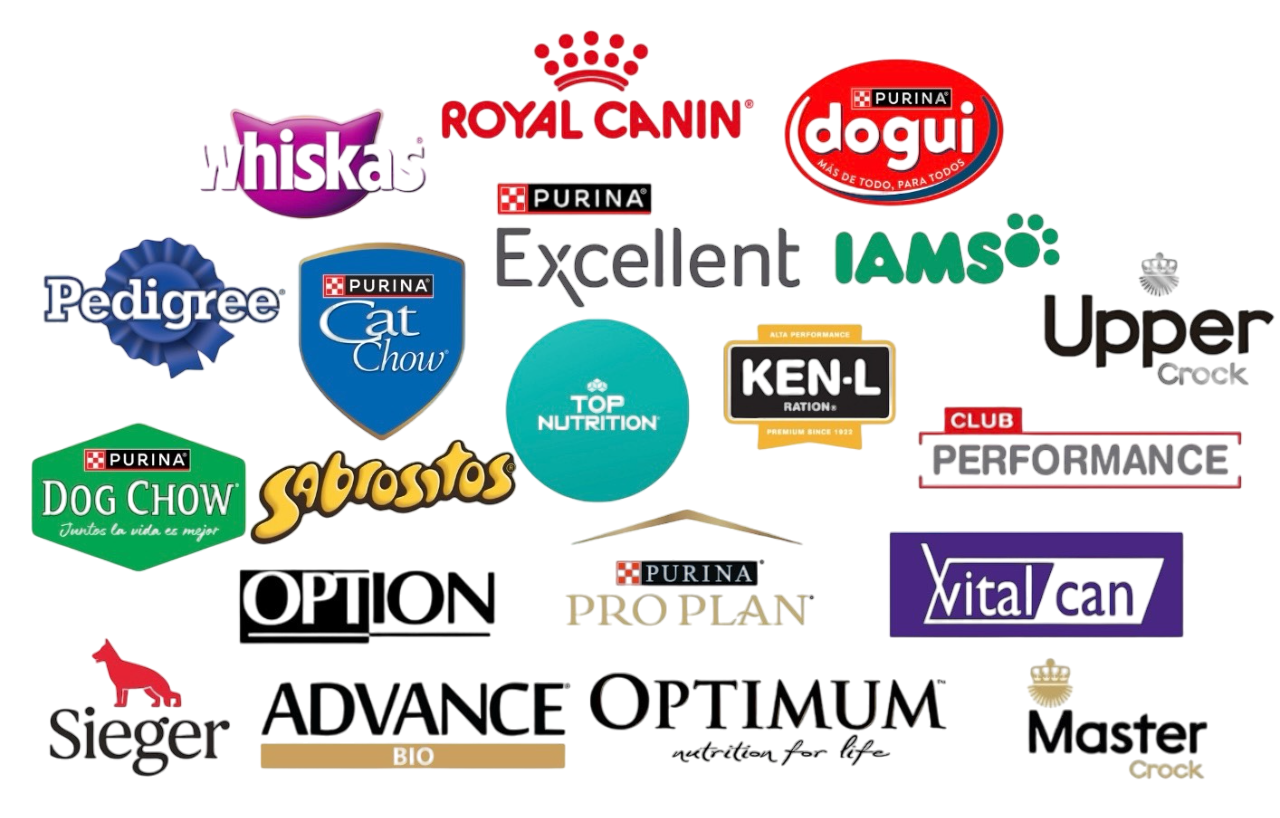 ROYAL CANIN®
whiskas®
PURINA®
dogui
MÁS DE TODO, PARA TODOS
PURINA®
Excellent
IAMS
Pedigree®
PURINA®
Cat
Chow®
Upper
Crock
TOP
NUTRITION
ALTA PERFORMANCE
KEN-L
RATION®
PREMIUM SINCE 1922
CLUB
PERFORMANCE
PURINA®
DOG CHOW®
Juntos la vida es mejor
Sabrositos®
OPTION
PURINA®
PRO PLAN®
Vital can
Sieger
ADVANCE®
BIO
OPTIMUM™
nutrition for life
Master
Crock